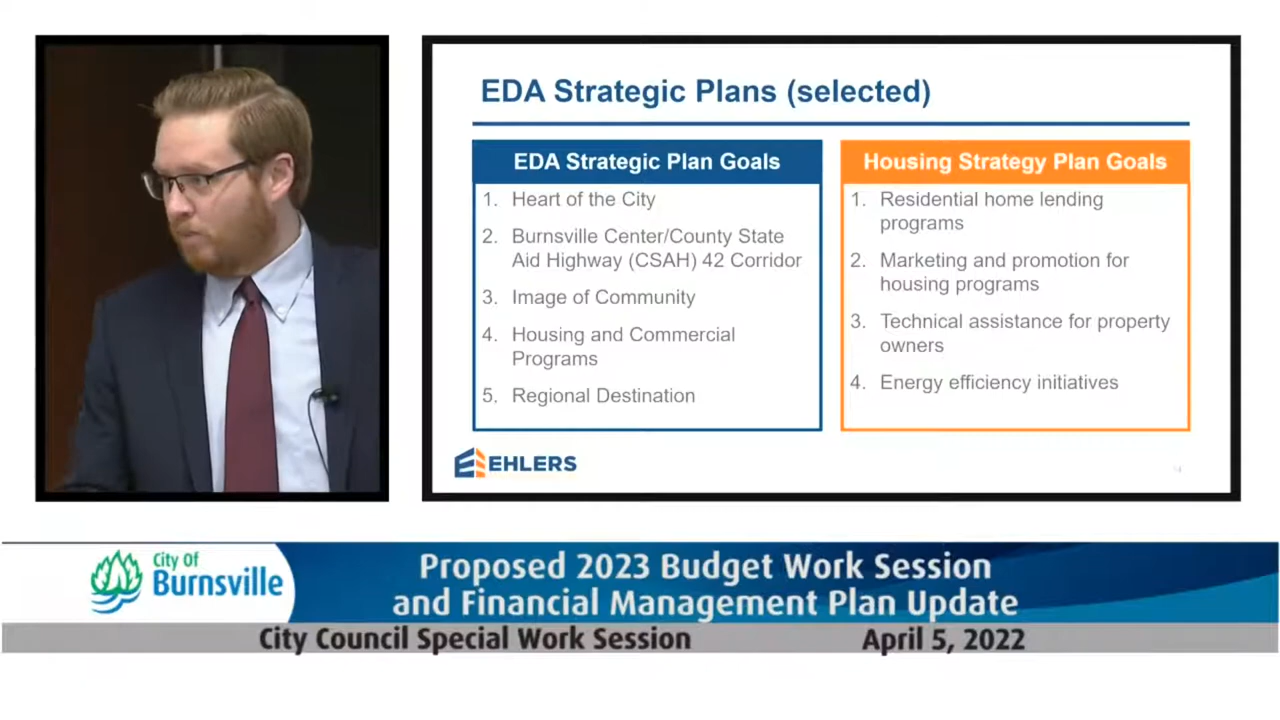 EDA Strategic Plans (selected)
EDA Strategic Plan Goals
1. Heart of the City
2. Burnsville Center/County State
Aid Highway (CSAH) 42 Corridor
3. Image of Community
4. Housing and Commercial
Programs
5. Regional Destination
Housing Strategy Plan Goals
1. Residential home lending
programs
2. Marketing and promotion for
housing programs
3. Technical assistance for property
owners
4. Energy efficiency initiatives
EHLERS
City Of
Burnsville
Proposed 2023 Budget Work Session
and Financial Management Plan Update
City Council Special Work Session April 5, 2022